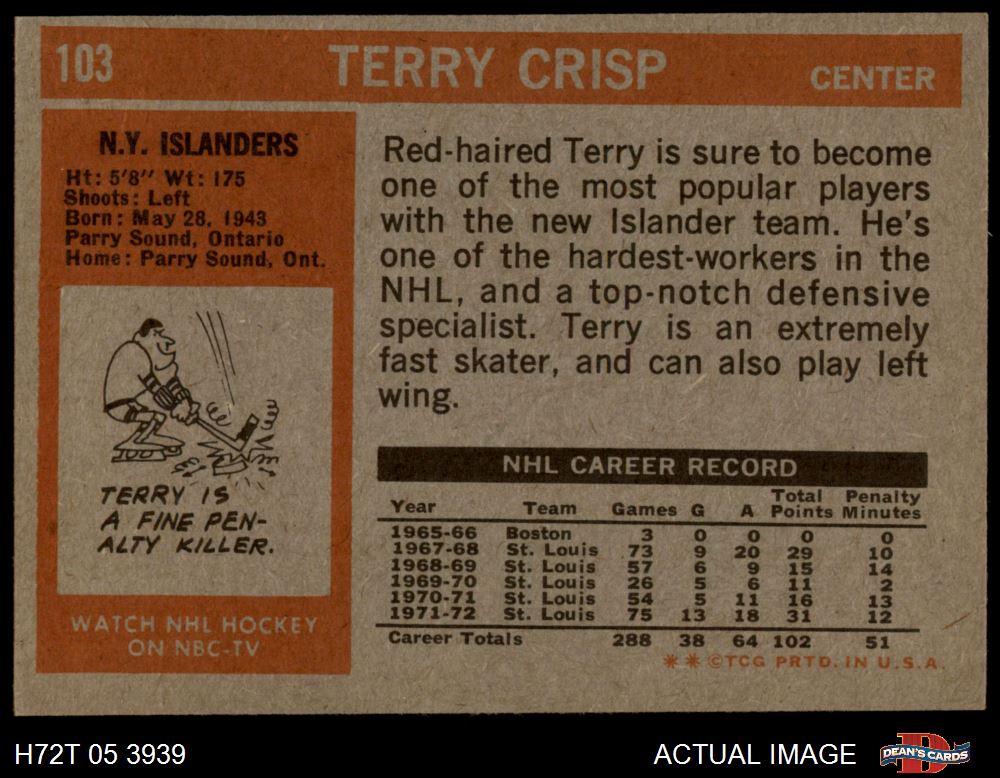 103 TERRY CRISP CENTER
N.Y. ISLANDERS
Ht: 5'8" Wt: 175
Shoots: Left
Born: May 28, 1943
Parry Sound, Ontario
Home: Parry Sound, Ont.
TERRY IS
A FINE PEN-
ALTY KILLER.
WATCH NHL HOCKEY
ON NBC-TV
Red-haired Terry is sure to become
one of the most popular players
with the new Islander team. He's
one of the hardest-workers in the
NHL, and a top-notch defensive
specialist. Terry is an extremely
fast skater, and can also play left
wing.
NHL CAREER RECORD
Year Team Games G A Total Points Penalty Minutes
1965-66 Boston 3 0 0 0 0
1967-68 St. Louis 73 9 20 29 10
1968-69 St. Louis 57 6 9 15 14
1969-70 St. Louis 26 5 6 11 2
1970-71 St. Louis 54 5 11 16 13
1971-72 St. Louis 75 13 18 31 12
Career Totals 288 38 64 102 51
**©TCG PRTD. IN U.S.A.
H72T 05 3939 ACTUAL IMAGE DEAN'S CARDS